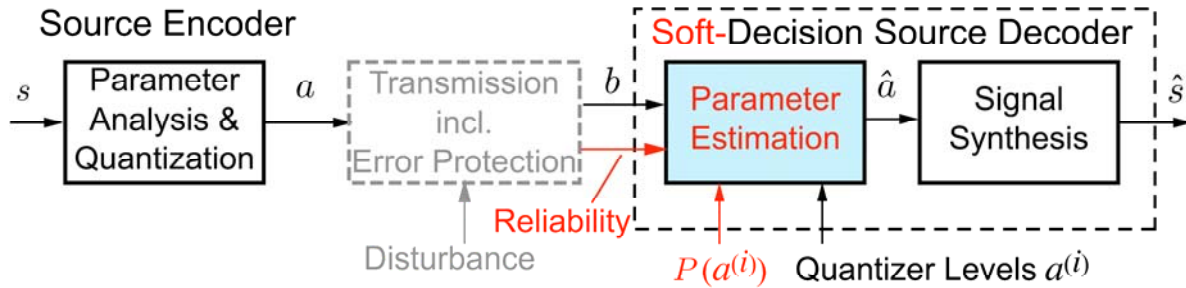 Source Encoder
Soft-Decision Source Decoder
s
Parameter
Analysis &
Quantization
a
Transmission
incl.
Error Protection
b
Parameter
Estimation
â
Signal
Synthesis
ŝ
Reliability
Disturbance
P(a⁽ⁱ⁾)
Quantizer Levels a⁽ⁱ⁾